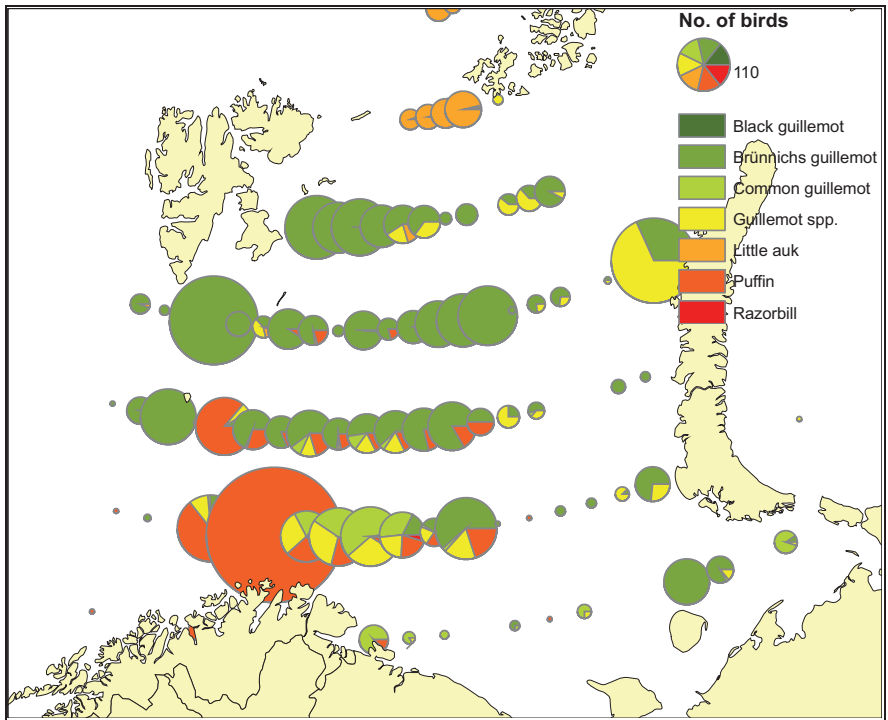 No. of birds
110
Black guillemot
Brünnichs guillemot
Common guillemot
Guillemot spp.
Little auk
Puffin
Razorbill